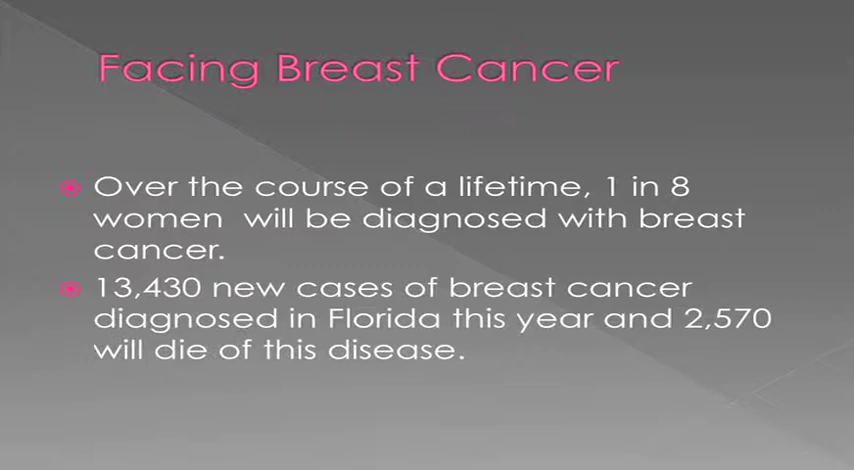 Facing Breast Cancer
Over the course of a lifetime, 1 in 8
women will be diagnosed with breast
cancer.
13,430 new cases of breast cancer
diagnosed in Florida this year and 2,570
will die of this disease.